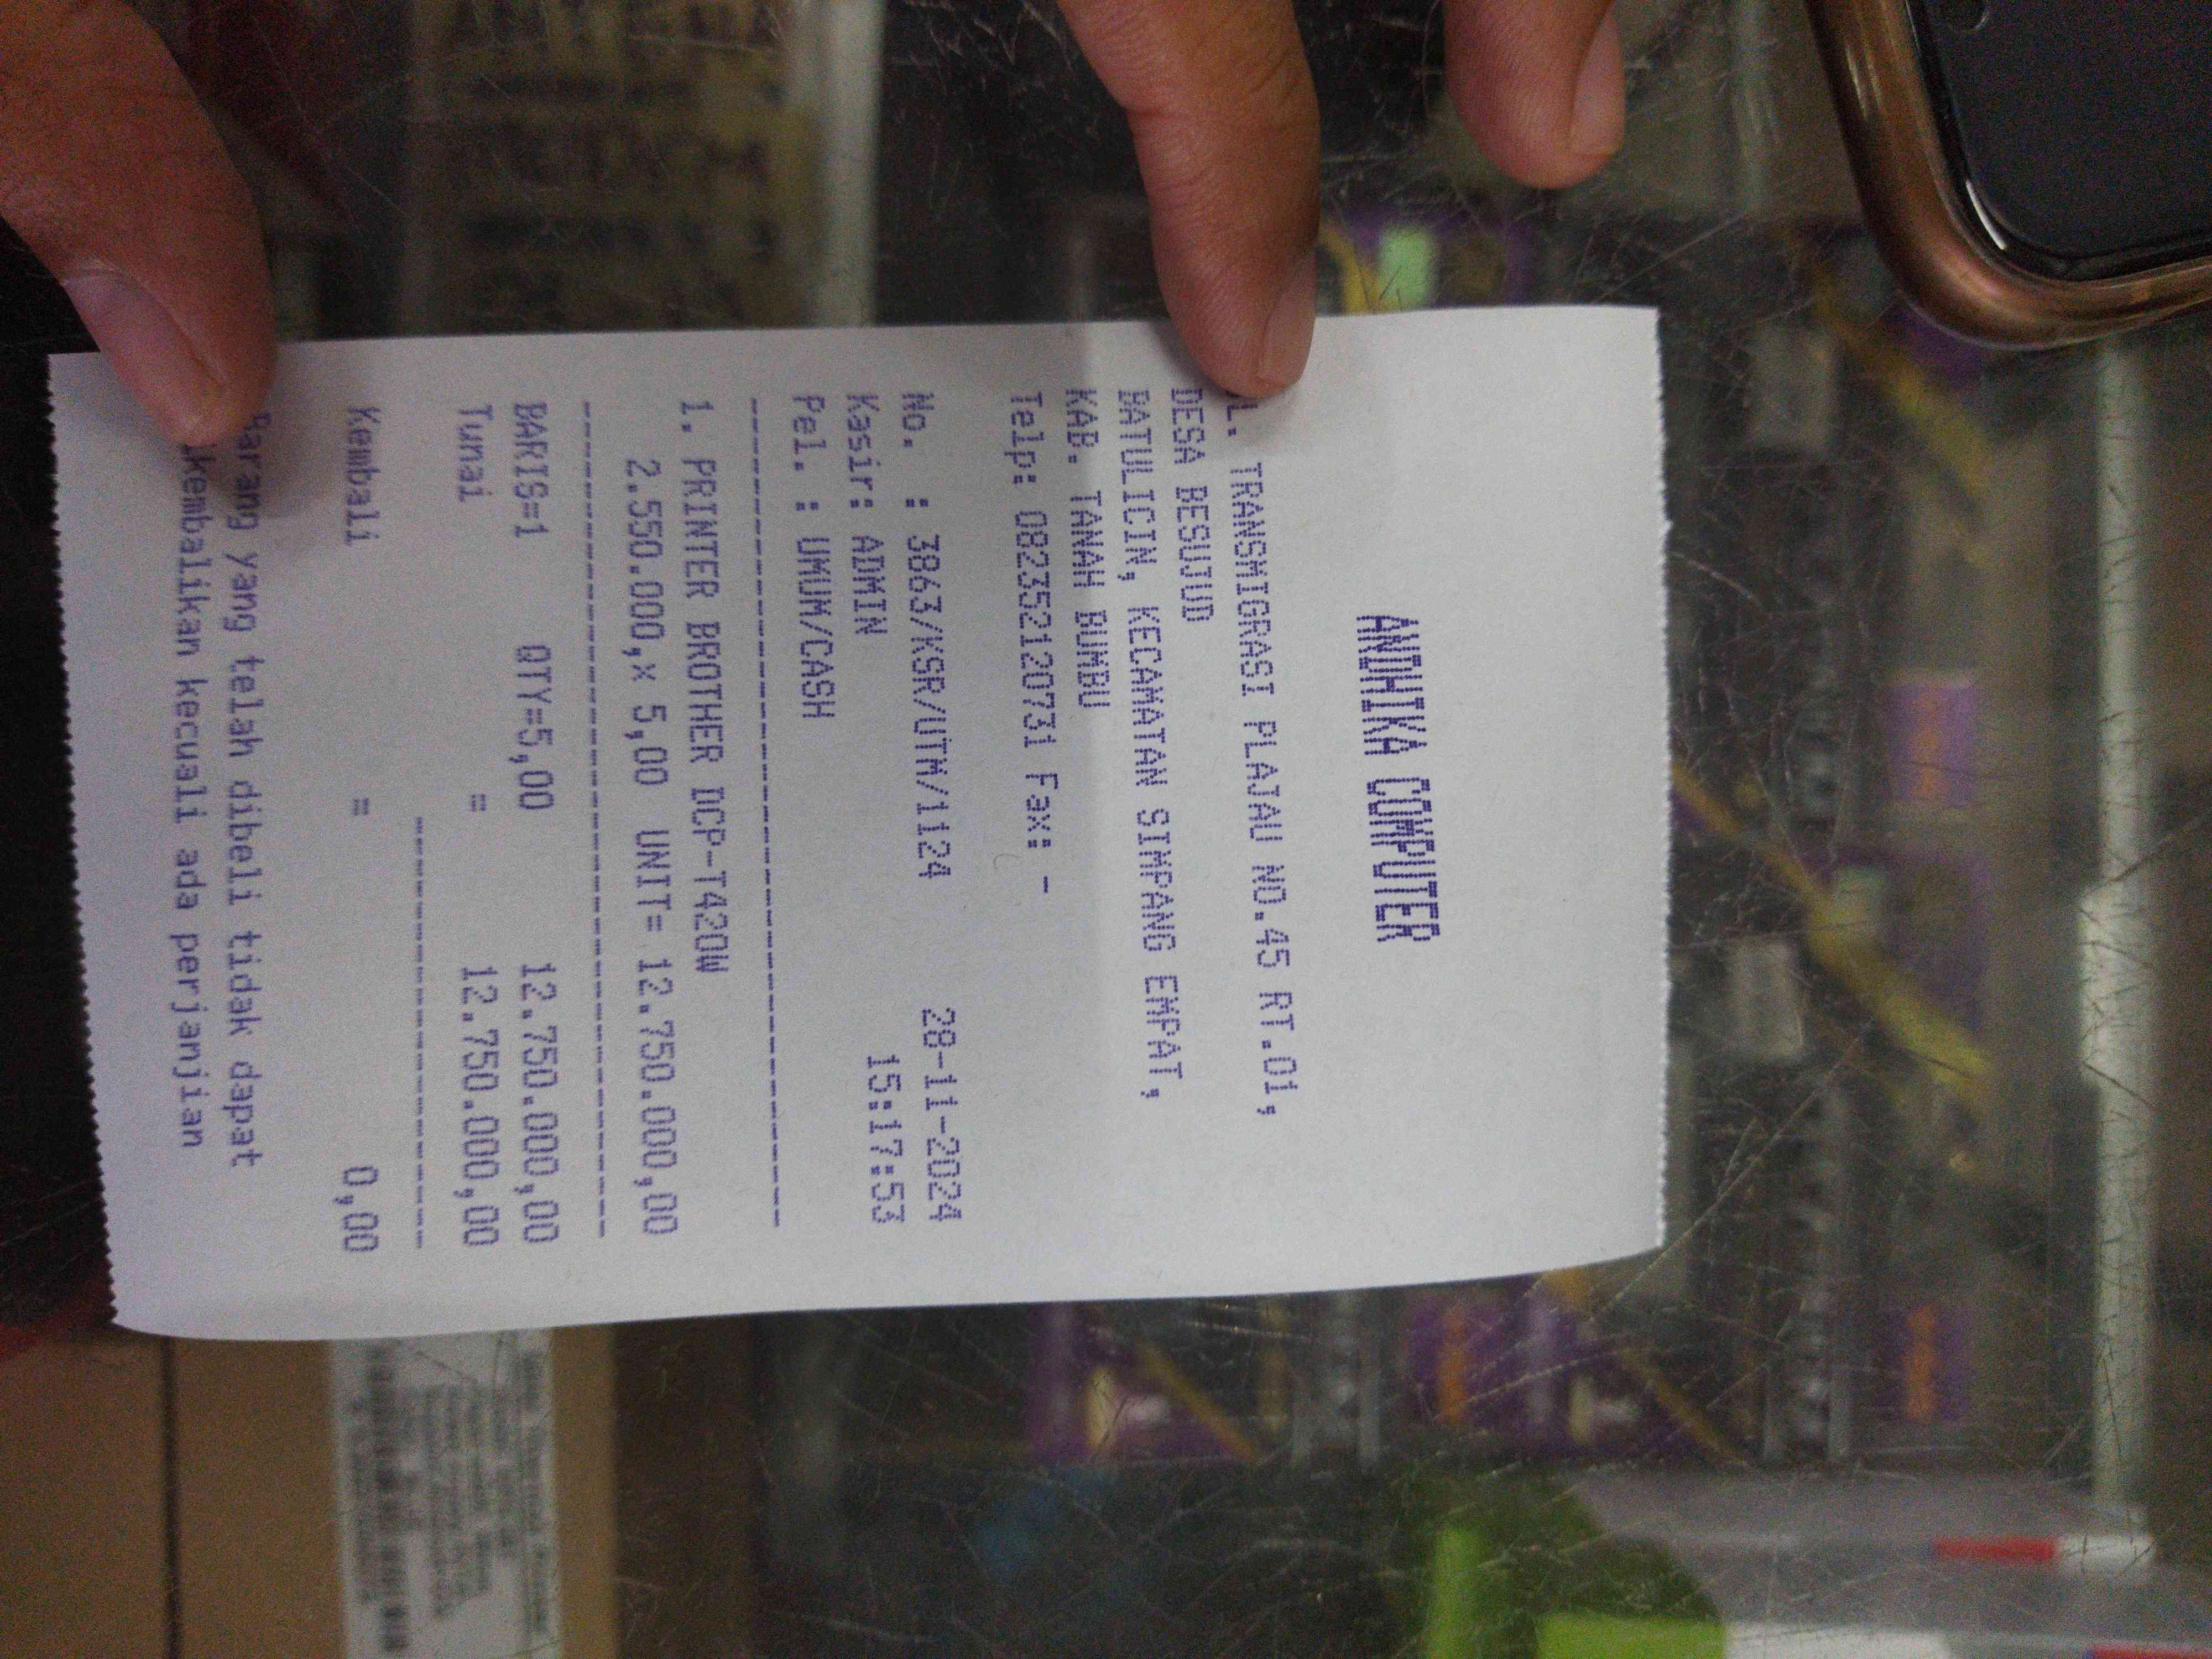 ANDHIKA COMPUTER
JL. TRANSMIGRASI PLAJAU NO.45 RT.01,
DESA BESUJUD
BATULICIN, KECAMATAN SIMPANG EMPAT,
KAB. TANAH BUMBU
Telp: 082352120731 Fax: -
No. : 3863/KSR/UTM/1124 28-11-2024
Kasir: ADMIN 15:17:53
Pel. : UMUM/CASH
1. PRINTER BROTHER DCP-T420W
2.550.000,x 5,00 UNIT= 12.750.000,00
BARIS=1 QTY=5,00 12.750.000,00
Tunai = 12.750.000,00
Kembali = 0,00
Barang yang telah dibeli tidak dapat
dikembalikan kecuali ada perjanjian